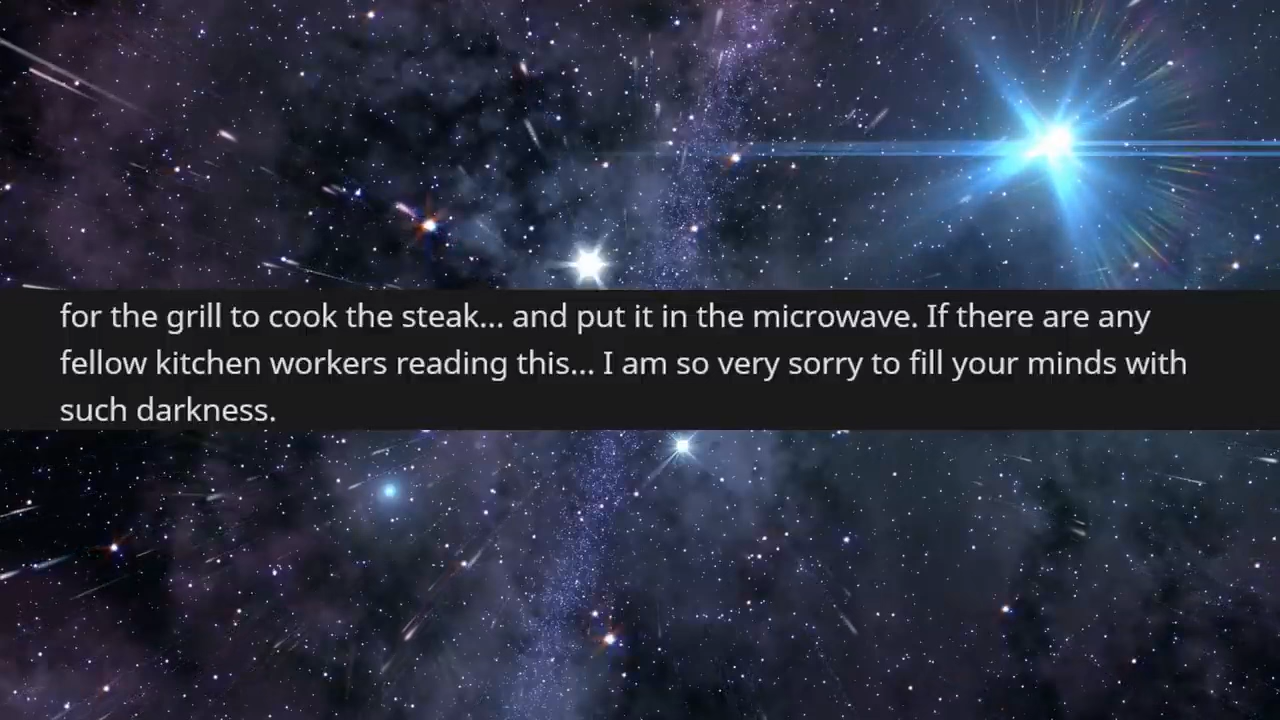 for the grill to cook the steak... and put it in the microwave. If there are any
fellow kitchen workers reading this... I am so very sorry to fill your minds with
such darkness.